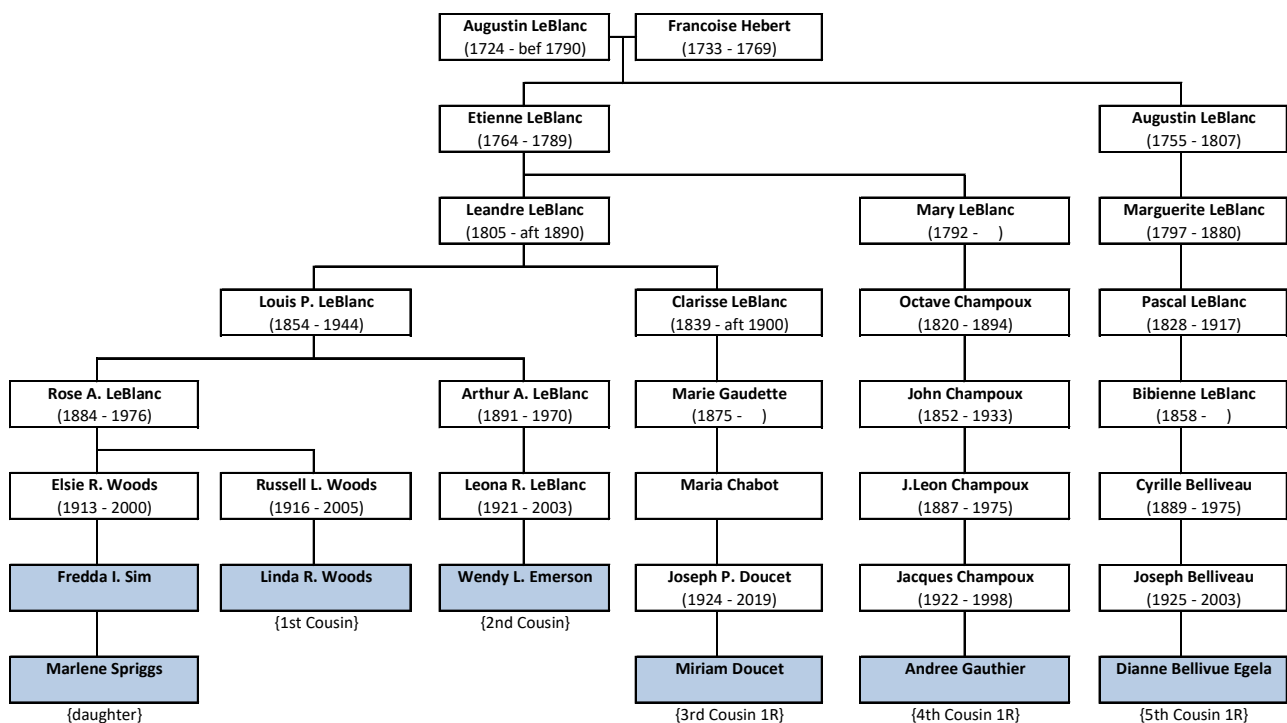 Augustin LeBlanc
(1724 - bef 1790)
Francoise Hebert
(1733 - 1769)
Etienne LeBlanc
(1764 - 1789)
Augustin LeBlanc
(1755 - 1807)
Leandre LeBlanc
(1805 - aft 1890)
Mary LeBlanc
(1792 -    )
Marguerite LeBlanc
(1797 - 1880)
Louis P. LeBlanc
(1854 - 1944)
Clarisse LeBlanc
(1839 - aft 1900)
Octave Champoux
(1820 - 1894)
Pascal LeBlanc
(1828 - 1917)
Rose A. LeBlanc
(1884 - 1976)
Arthur A. LeBlanc
(1891 - 1970)
Marie Gaudette
(1875 -    )
John Champoux
(1852 - 1933)
Bibienne LeBlanc
(1858 -    )
Elsie R. Woods
(1913 - 2000)
Russell L. Woods
(1916 - 2005)
Leona R. LeBlanc
(1921 - 2003)
Maria Chabot
J.Leon Champoux
(1887 - 1975)
Cyrille Belliveau
(1889 - 1975)
Fredda I. Sim
Linda R. Woods
{1st Cousin}
Wendy L. Emerson
{2nd Cousin}
Joseph P. Doucet
(1924 - 2019)
Jacques Champoux
(1922 - 1998)
Joseph Belliveau
(1925 - 2003)
Marlene Spriggs
{daughter}
Miriam Doucet
{3rd Cousin 1R}
Andree Gauthier
{4th Cousin 1R}
Dianne Bellivue Egela
{5th Cousin 1R}